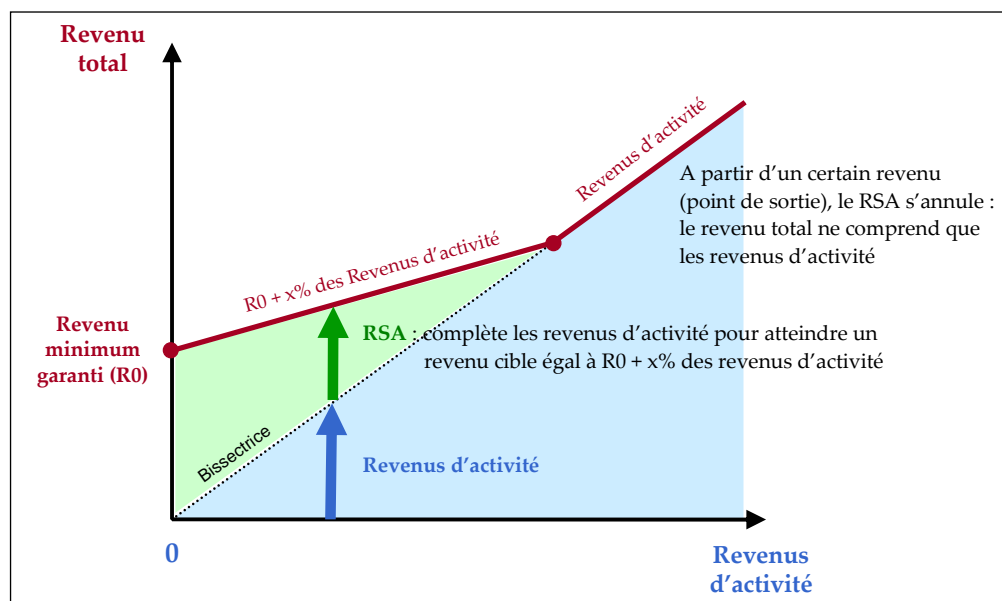 Revenu
total
Revenus d’activité
A partir d’un certain revenu
(point de sortie), le RSA s’annule :
le revenu total ne comprend que
les revenus d’activité
R0 + x% des Revenus d’activité
Revenu
minimum
garanti (R0)
RSA : complète les revenus d’activité pour atteindre un
revenu cible égal à R0 + x% des revenus d’activité
Bissectrice
Revenus d’activité
0
Revenus
d’activité